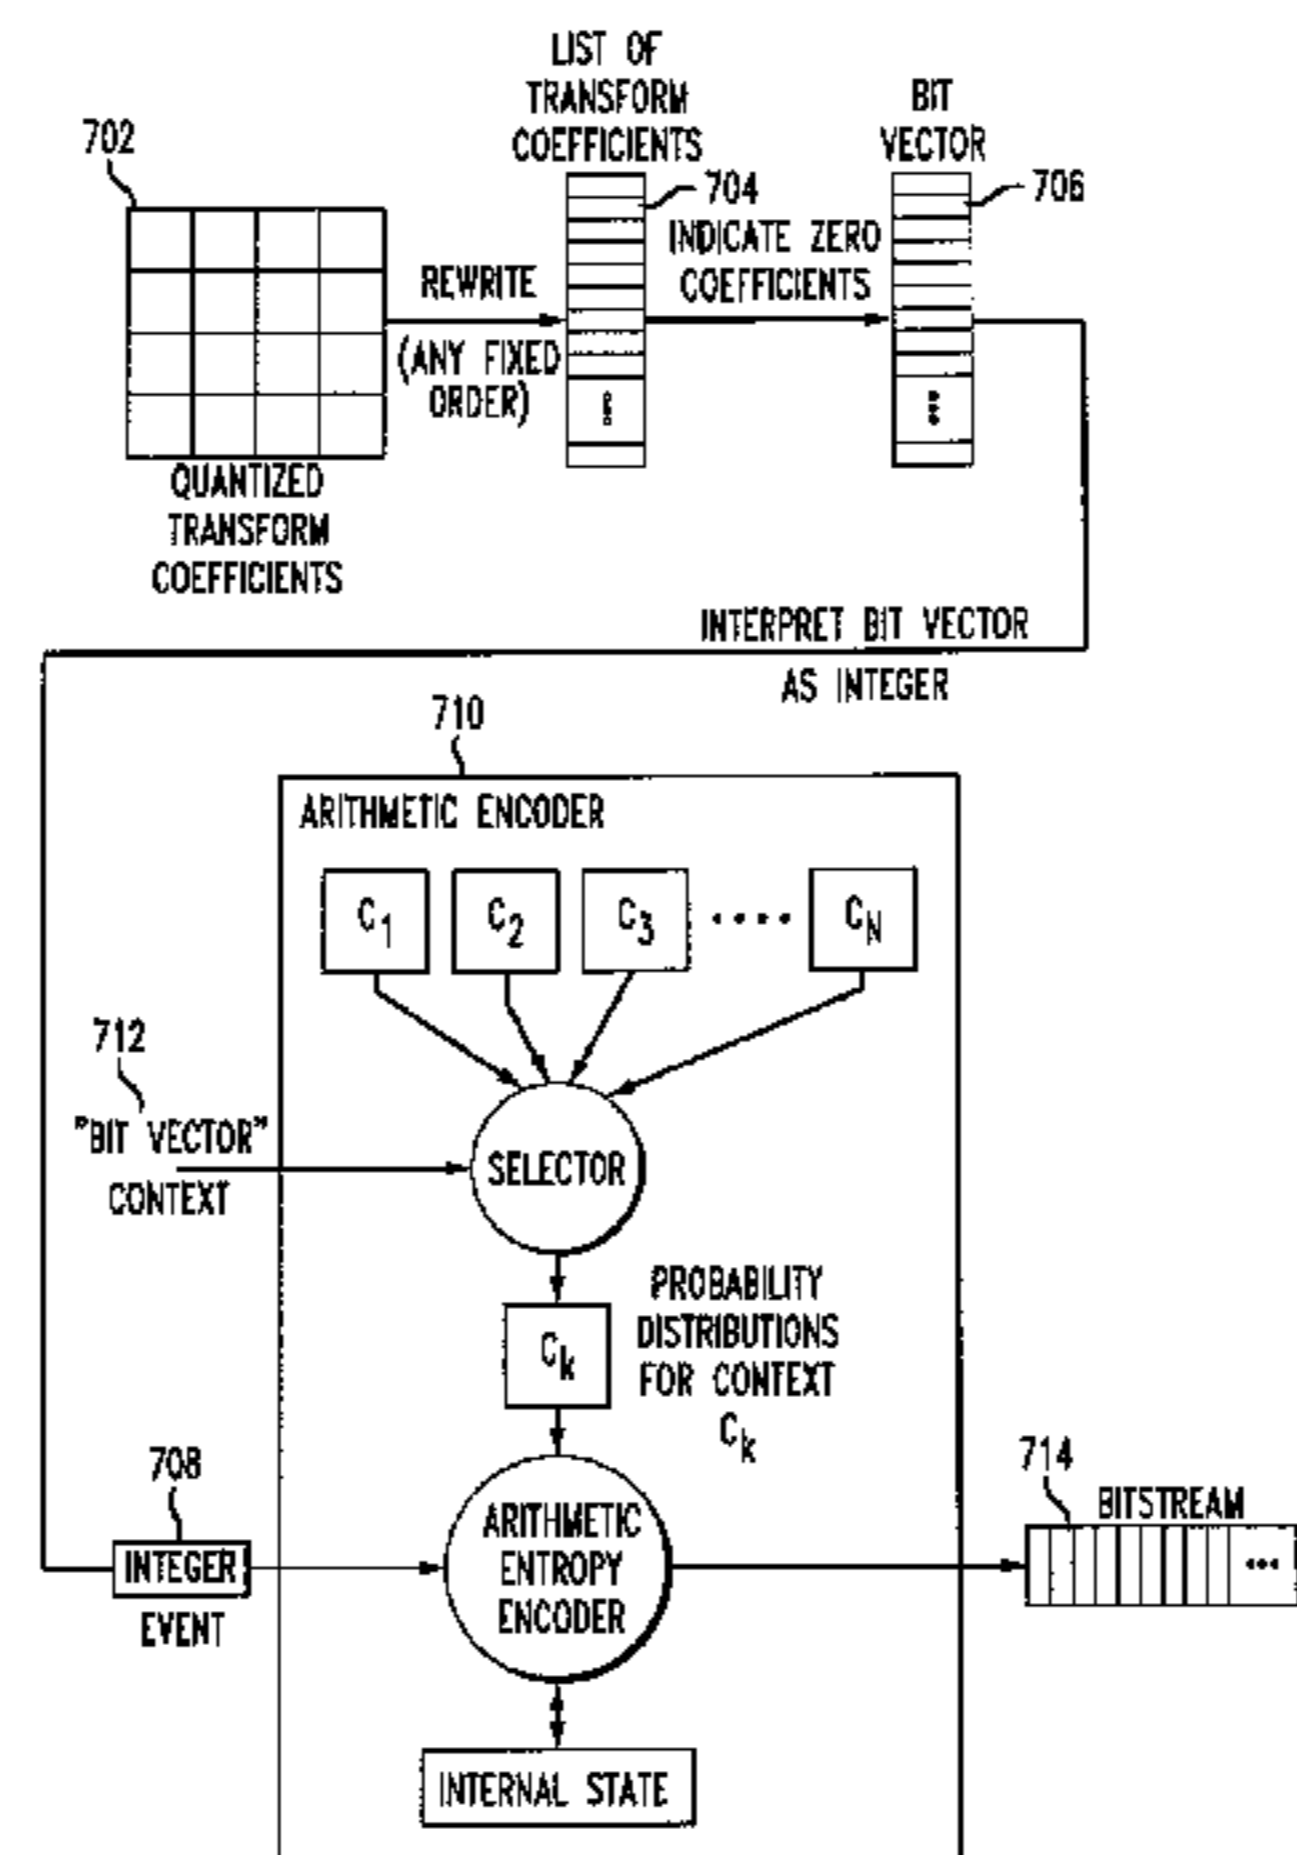 LIST OF
TRANSFORM
COEFFICIENTS
BIT
VECTOR
702
704
706
INDICATE ZERO
COEFFICIENTS
REWRITE
(ANY FIXED
ORDER)
QUANTIZED
TRANSFORM
COEFFICIENTS
INTERPRET BIT VECTOR
AS INTEGER
710
ARITHMETIC ENCODER
C1 C2 C3 •••• CN
712
"BIT VECTOR"
CONTEXT
SELECTOR
PROBABILITY
DISTRIBUTIONS
FOR CONTEXT
Ck
Ck
708
INTEGER
EVENT
ARITHMETIC
ENTROPY
ENCODER
714
BITSTREAM
INTERNAL STATE